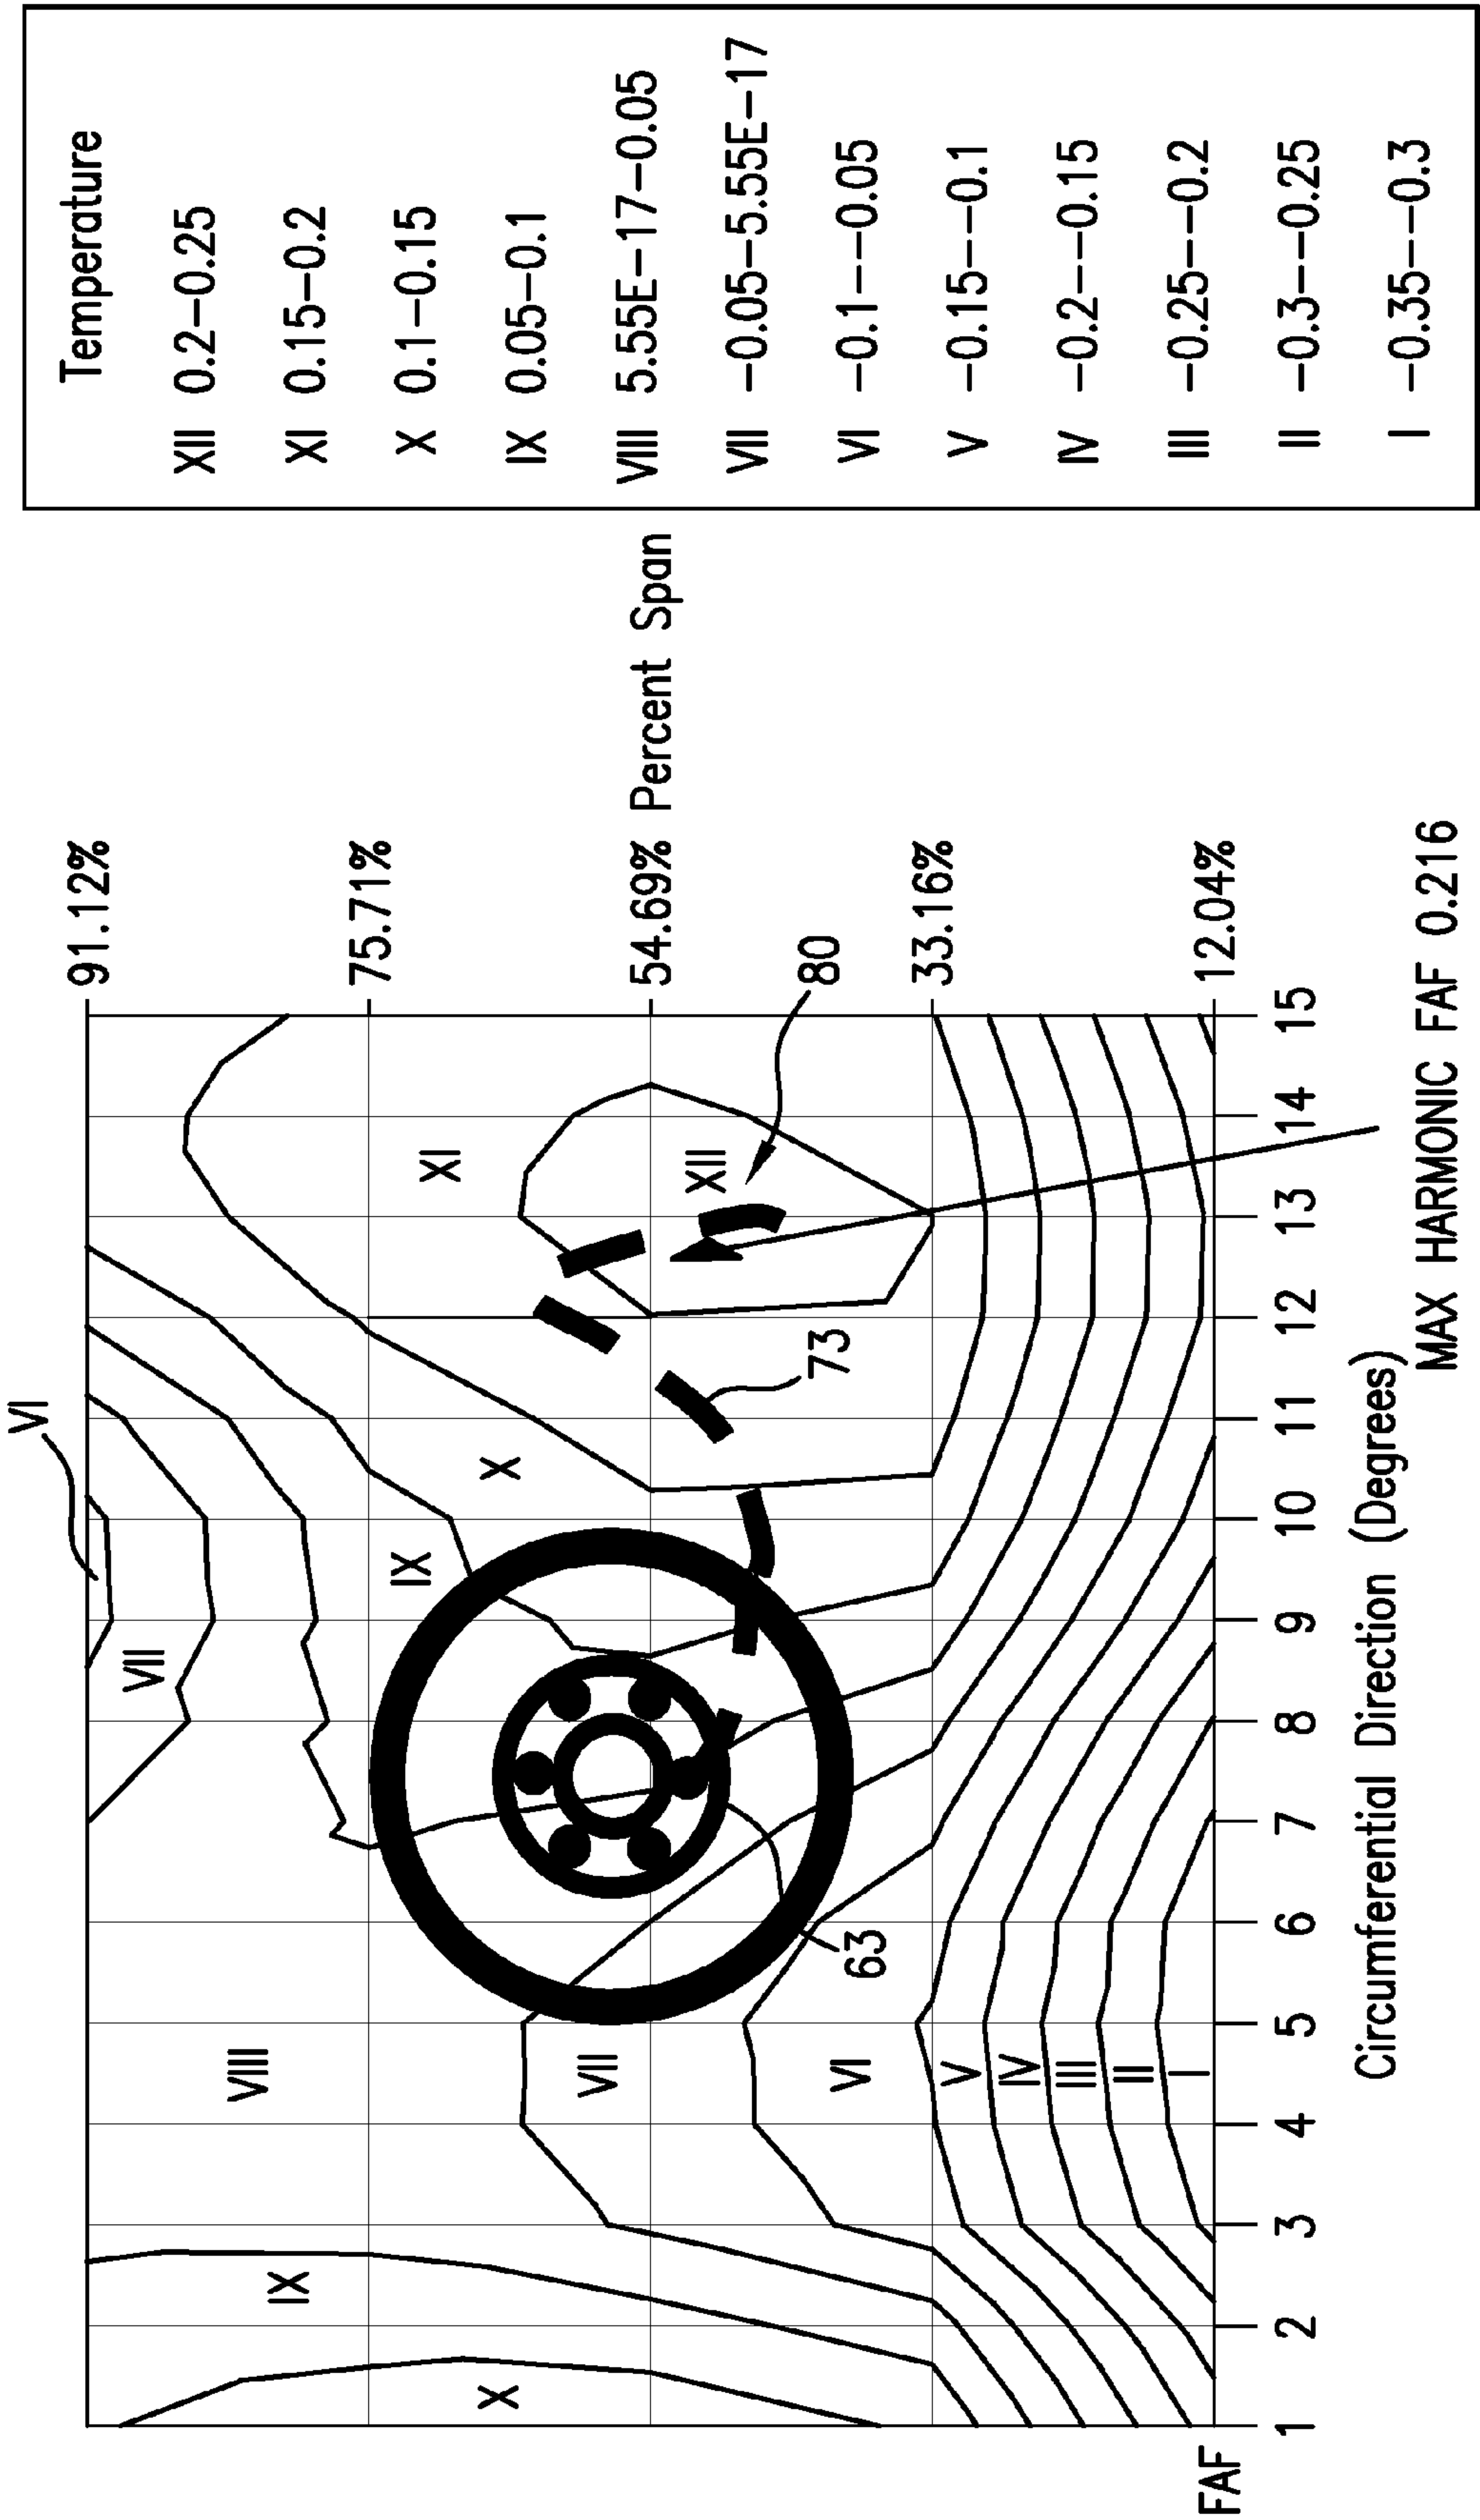 VI
91.12%
75.71%
54.69%
33.16%
12.04%
Percent Span
VIII
IX
VII
IX
X
XI
X
VII
XII
80
73
63
VI
V
IV
III
II
I
FAF
1
2
3
4
5
6
7
8
9
10
11
12
13
14
15
Circumferential Direction (Degrees)
MAX HARMONIC FAF 0.216
Temperature
XII 0.2-0.25
XI 0.15-0.2
X 0.1-0.15
IX 0.05-0.1
VIII 5.55E-17-0.05
VII -0.05-5.55E-17
VI -0.1--0.05
V -0.15--0.1
IV -0.2--0.15
III -0.25--0.2
II -0.3--0.25
I -0.35--0.3